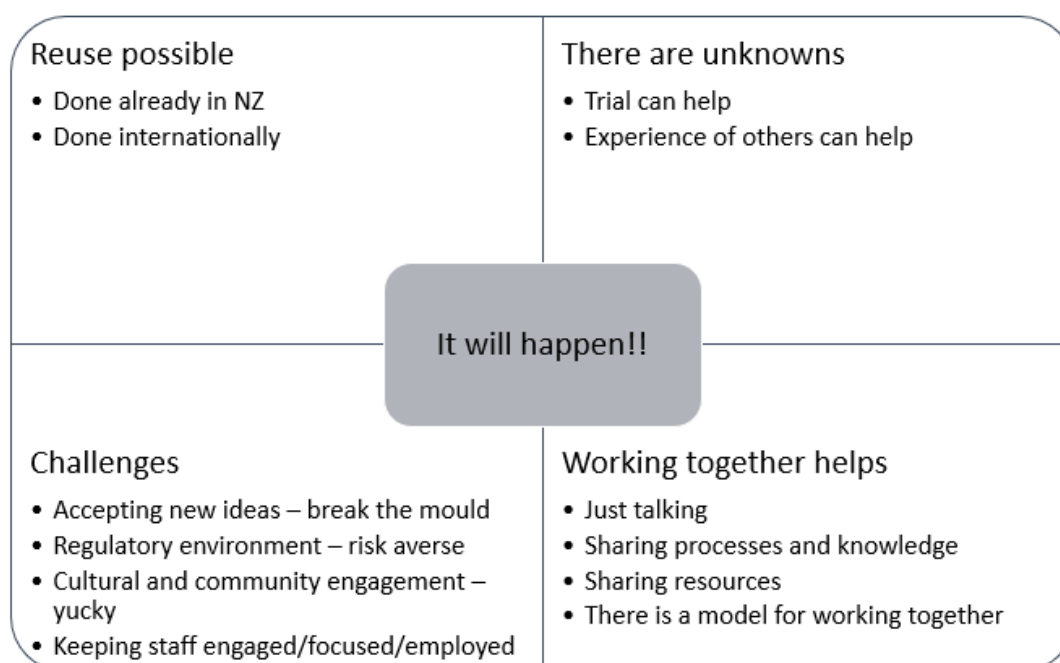 Reuse possible
• Done already in NZ
• Done internationally
There are unknowns
• Trial can help
• Experience of others can help
It will happen!!
Challenges
• Accepting new ideas – break the mould
• Regulatory environment – risk averse
• Cultural and community engagement –
yucky
• Keeping staff engaged/focused/employed
Working together helps
• Just talking
• Sharing processes and knowledge
• Sharing resources
• There is a model for working together